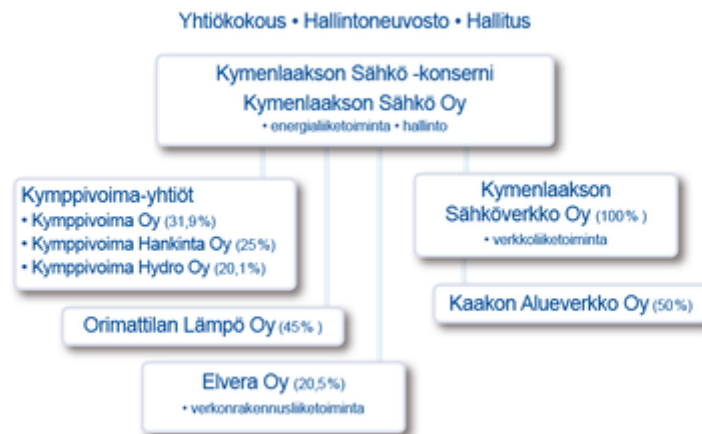 Yhtiökokous • Hallintoneuvosto • Hallitus
Kymenlaakson Sähkö -konserni
Kymenlaakson Sähkö Oy
• energialiiketoiminta • hallinto
Kymppivoima-yhtiöt
• Kymppivoima Oy (31,9%)
• Kymppivoima Hankinta Oy (25%)
• Kymppivoima Hydro Oy (20,1%)
Kymenlaakson
Sähköverkko Oy (100% )
• verkkoliiketoiminta
Kaakon Alueverkko Oy (50%)
Orimattilan Lämpö Oy (45% )
Elvera Oy (20,5%)
• verkonrakennusliiketoiminta